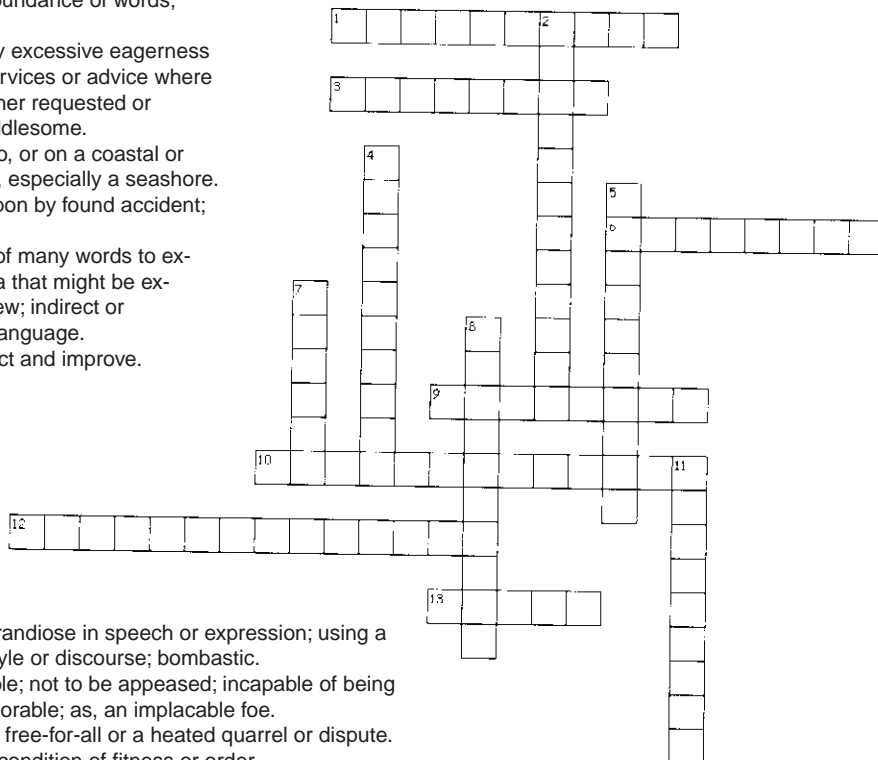 oundance of words;
y excessive eagerness
rvices or advice where
her requested or
ddlesome.
o, or on a coastal or
, especially a seashore.
oon by found accident;
of many words to ex-
a that might be ex-
ew; indirect or
anguage.
ct and improve.
1
2
3
4
5
6
7
8
9
10
11
12
13
randiose in speech or expression; using a
yle or discourse; bombastic.
ble; not to be appeased; incapable of being
orable; as, an implacable foe.
free-for-all or a heated quarrel or dispute.
condition of fitness or order